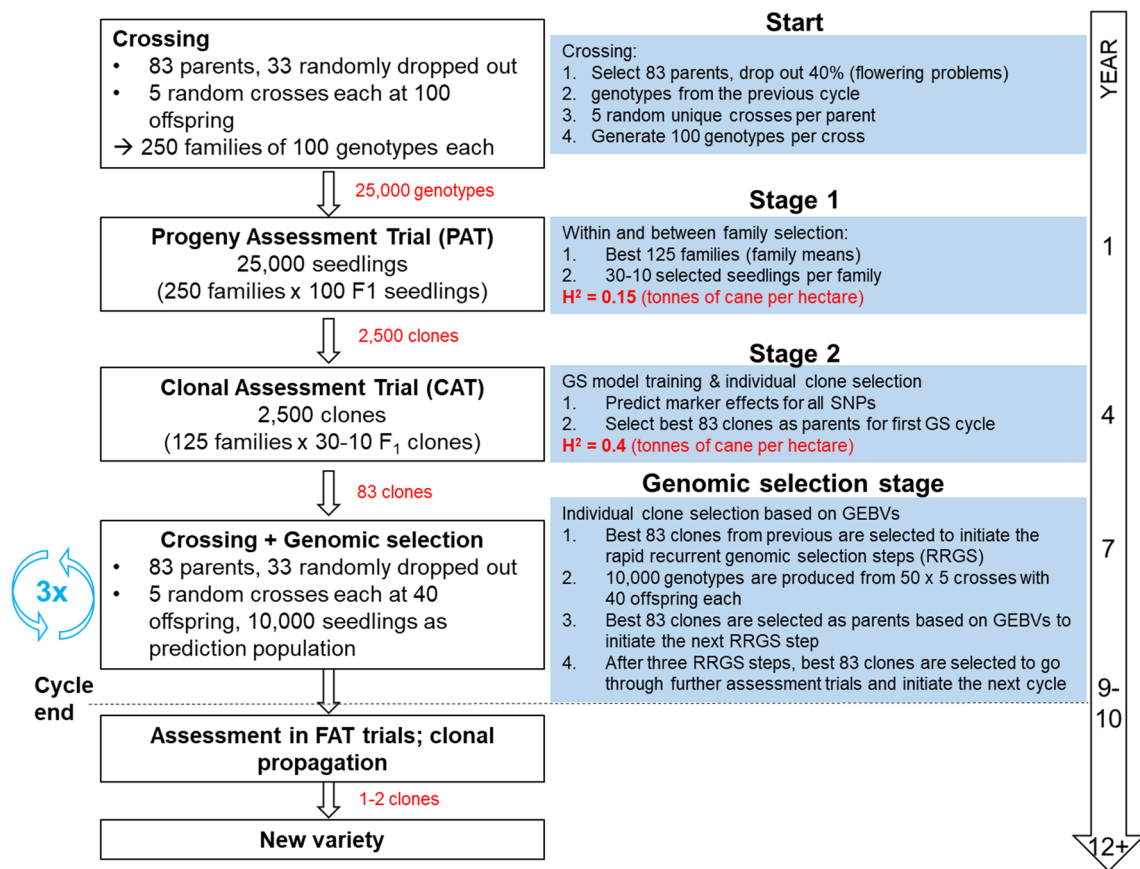 Crossing
• 83 parents, 33 randomly dropped out
• 5 random crosses each at 100
offspring
→ 250 families of 100 genotypes each
Start
Crossing:
1. Select 83 parents, drop out 40% (flowering problems)
2. genotypes from the previous cycle
3. 5 random unique crosses per parent
4. Generate 100 genotypes per cross
YEAR
25,000 genotypes
Progeny Assessment Trial (PAT)
25,000 seedlings
(250 families x 100 F1 seedlings)
Stage 1
Within and between family selection:
1. Best 125 families (family means)
2. 30-10 selected seedlings per family
H² = 0.15 (tonnes of cane per hectare)
1
2,500 clones
Clonal Assessment Trial (CAT)
2,500 clones
(125 families x 30-10 F₁ clones)
Stage 2
GS model training & individual clone selection
1. Predict marker effects for all SNPs
2. Select best 83 clones as parents for first GS cycle
H² = 0.4 (tonnes of cane per hectare)
4
83 clones
3x
Crossing + Genomic selection
• 83 parents, 33 randomly dropped out
• 5 random crosses each at 40
offspring, 10,000 seedlings as
prediction population
Genomic selection stage
Individual clone selection based on GEBVs
1. Best 83 clones from previous are selected to initiate the
rapid recurrent genomic selection steps (RRGS)
2. 10,000 genotypes are produced from 50 x 5 crosses with
40 offspring each
3. Best 83 clones are selected as parents based on GEBVs to
initiate the next RRGS step
4. After three RRGS steps, best 83 clones are selected to go
through further assessment trials and initiate the next cycle
7
Cycle
end
9-
10
Assessment in FAT trials; clonal
propagation
1-2 clones
New variety
12+